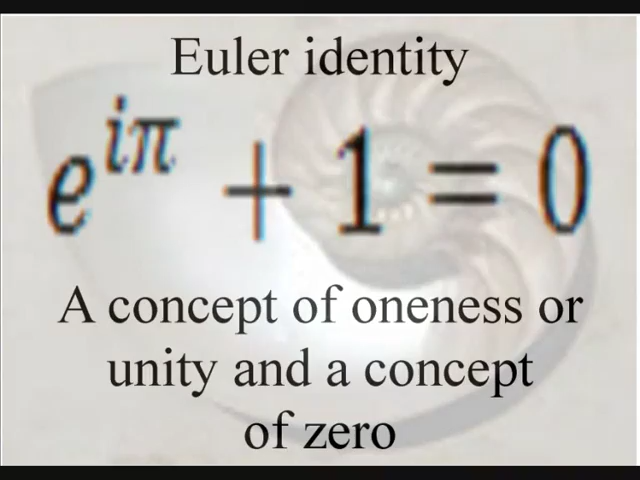 Euler identity
e^{iπ} + 1 = 0
A concept of oneness or
unity and a concept
of zero